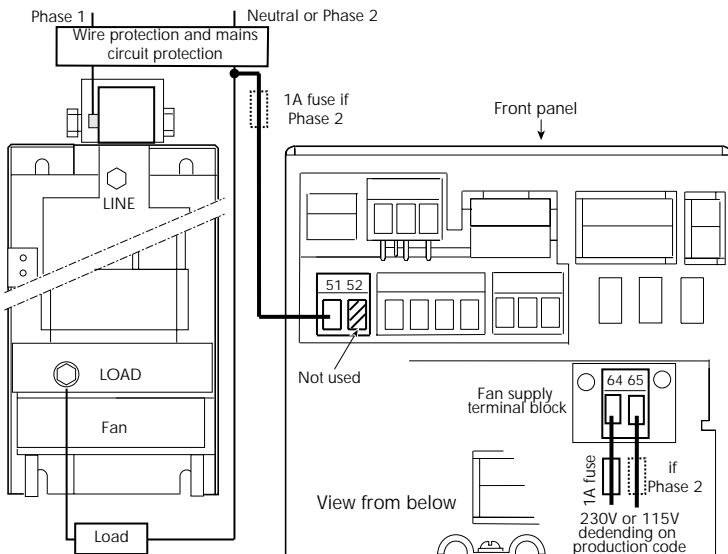 Phase 1
Neutral or Phase 2
Wire protection and mains
circuit protection
1A fuse if
Phase 2
Front panel
LINE
51 52
Not used
LOAD
Fan
Load
Fan supply
terminal block
64 65
1A fuse
if
Phase 2
View from below
230V or 115V
dedending on
production code